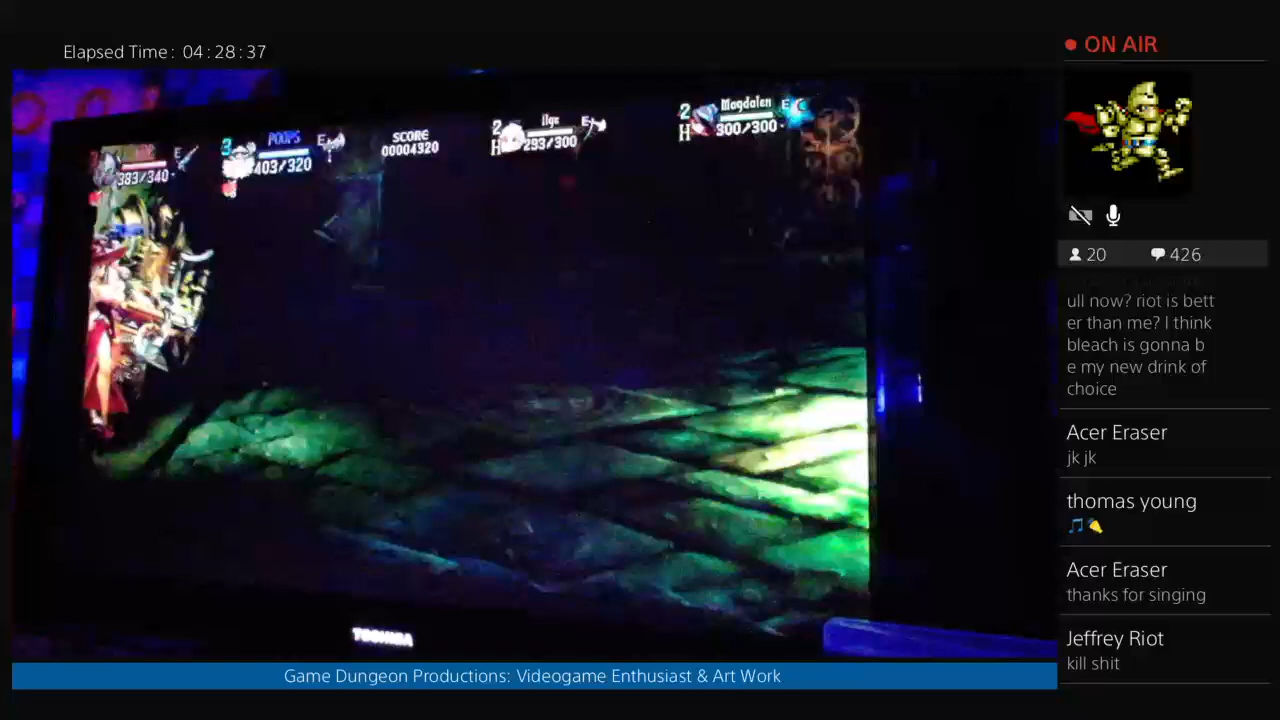 Elapsed Time: 04:28:37
ON AIR
3 POOPS E
403/320
383/340
E
SCORE
00004320
2 ilge E
H 293/300
2 Magdalen E
H 300/300
20 426
ull now? riot is bett
er than me? I think
bleach is gonna b
e my new drink of
choice
Acer Eraser
jk jk
thomas young
Acer Eraser
thanks for singing
Jeffrey Riot
kill shit
TOSHIBA
Game Dungeon Productions: Videogame Enthusiast & Art Work